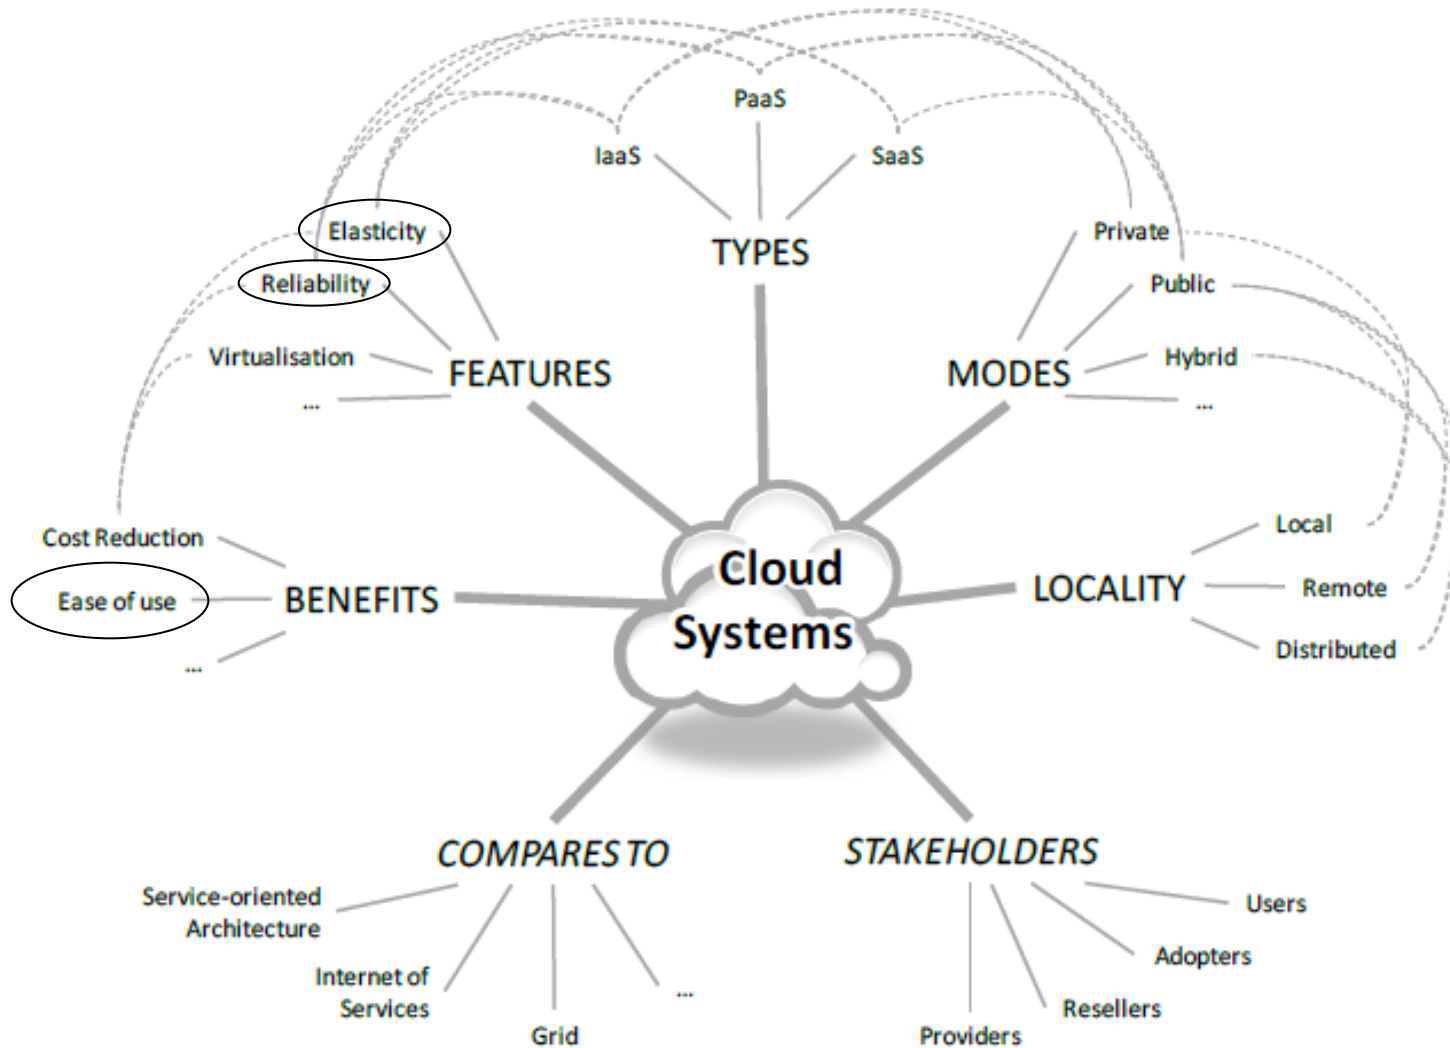 PaaS
IaaS
SaaS
TYPES
Elasticity
Reliability
Virtualisation
...
FEATURES
Private
Public
Hybrid
...
MODES
Cost Reduction
Ease of use
...
BENEFITS
Cloud
Systems
LOCALITY
Local
Remote
Distributed
COMPARES TO
Service-oriented
Architecture
Internet of
Services
Grid
...
STAKEHOLDERS
Users
Adopters
Resellers
Providers